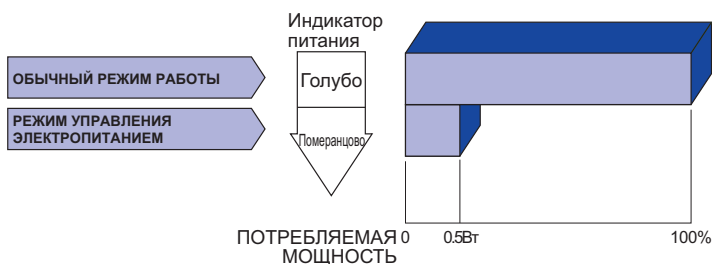 Индикатор
питания
ОБЫЧНЫЙ РЕЖИМ РАБОТЫ
Голубо
РЕЖИМ УПРАВЛЕНИЯ
ЭЛЕКТРОПИТАНИЕМ
Померанцово
ПОТРЕБЛЯЕМАЯ
МОЩНОСТЬ
0 0.5Вт 100%